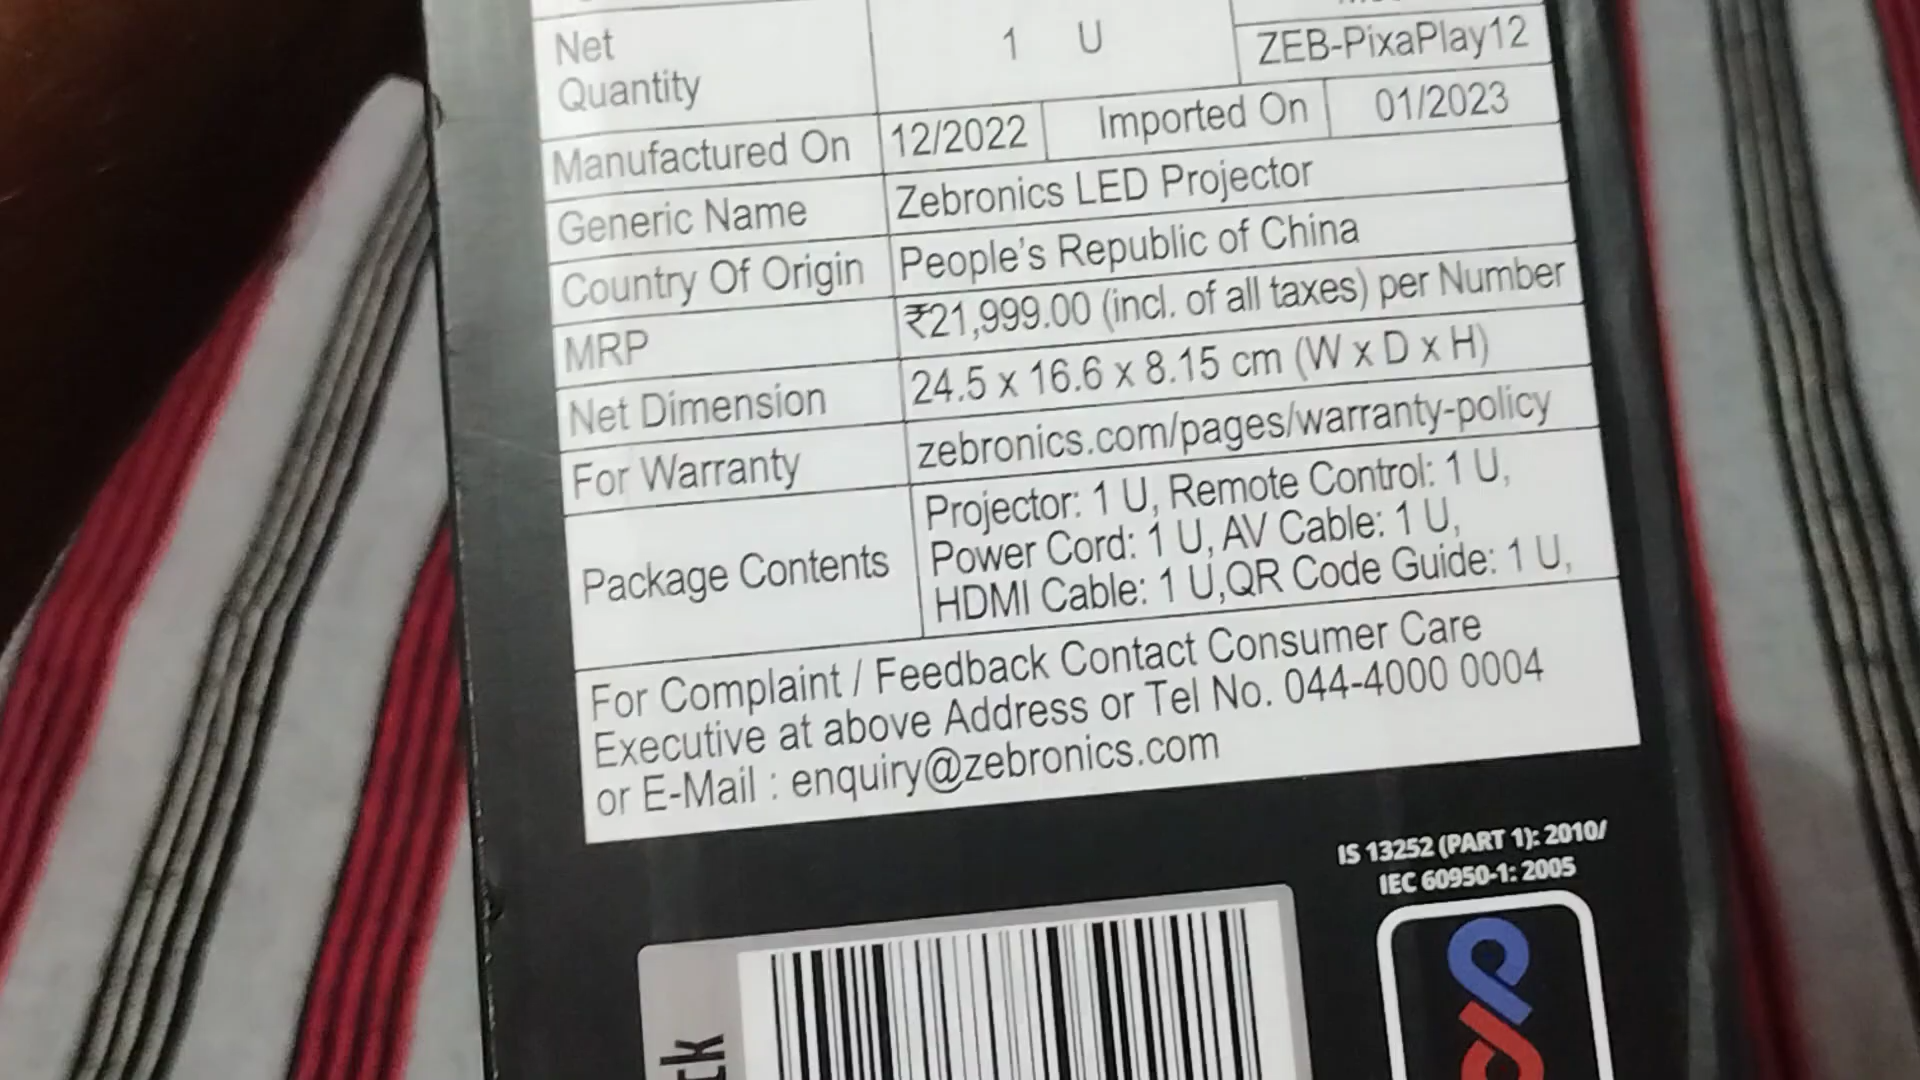 Net Quantity
1 U
ZEB-PixaPlay12
Manufactured On 12/2022 Imported On 01/2023
Generic Name Zebronics LED Projector
Country Of Origin People's Republic of China
MRP ₹21,999.00 (incl. of all taxes) per Number
Net Dimension 24.5 x 16.6 x 8.15 cm (W x D x H)
For Warranty zebronics.com/pages/warranty-policy
Package Contents
Projector: 1 U, Remote Control: 1 U,
Power Cord: 1 U, AV Cable: 1 U,
HDMI Cable: 1 U,QR Code Guide: 1 U,
For Complaint / Feedback Contact Consumer Care
Executive at above Address or Tel No. 044-4000 0004
or E-Mail : enquiry@zebronics.com
IS 13252 (PART 1): 2010/
IEC 60950-1: 2005